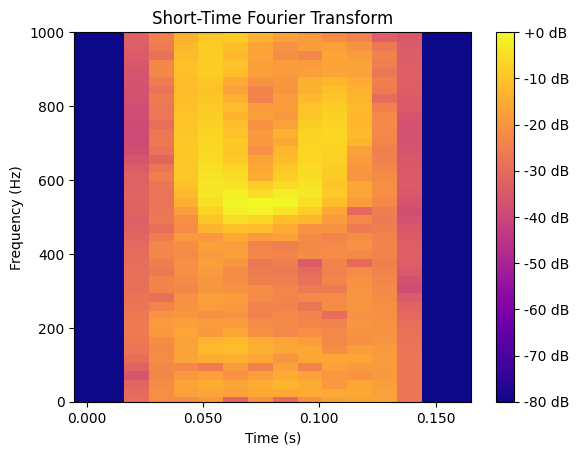 Short-Time Fourier Transform
1000
800
600
400
200
0
Frequency (Hz)
0.000
0.050
0.100
0.150
Time (s)
+0 dB
-10 dB
-20 dB
-30 dB
-40 dB
-50 dB
-60 dB
-70 dB
-80 dB